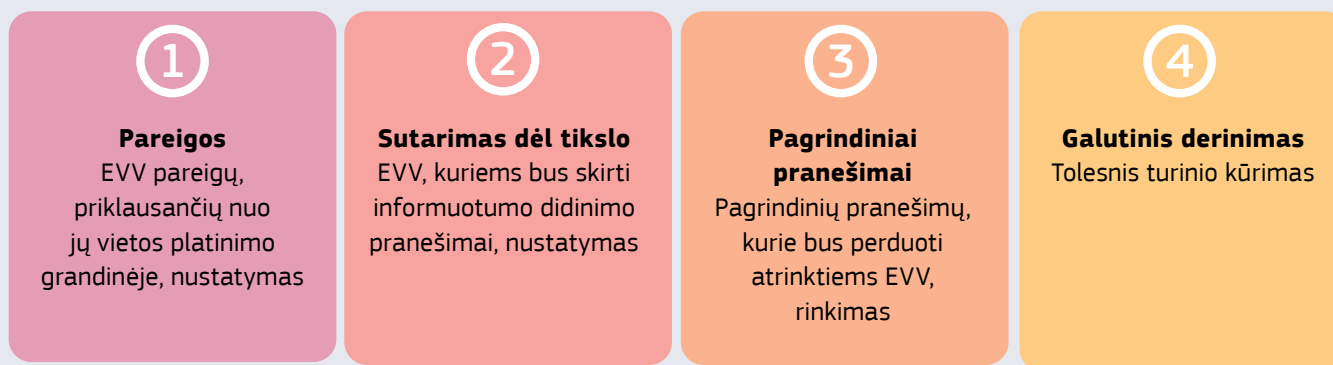 1
Pareigos
EVV pareigų,
priklausančių nuo
jų vietos platinimo
grandinėje, nustatymas
2
Sutarimas dėl tikslo
EVV, kuriems bus skirti
informuotumo didinimo
pranešimai, nustatymas
3
Pagrindiniai
pranešimai
Pagrindinių pranešimų,
kurie bus perduoti
atrinktiems EVV,
rinkimas
4
Galutinis derinimas
Tolesnis turinio kūrimas